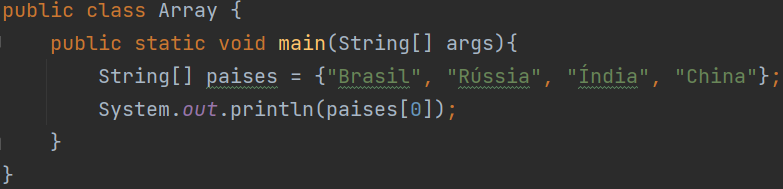 public class Array {
public static void main(String[] args){
String[] paises = {"Brasil", "Rússia", "Índia", "China"};
System.out.println(paises[0]);
}
}